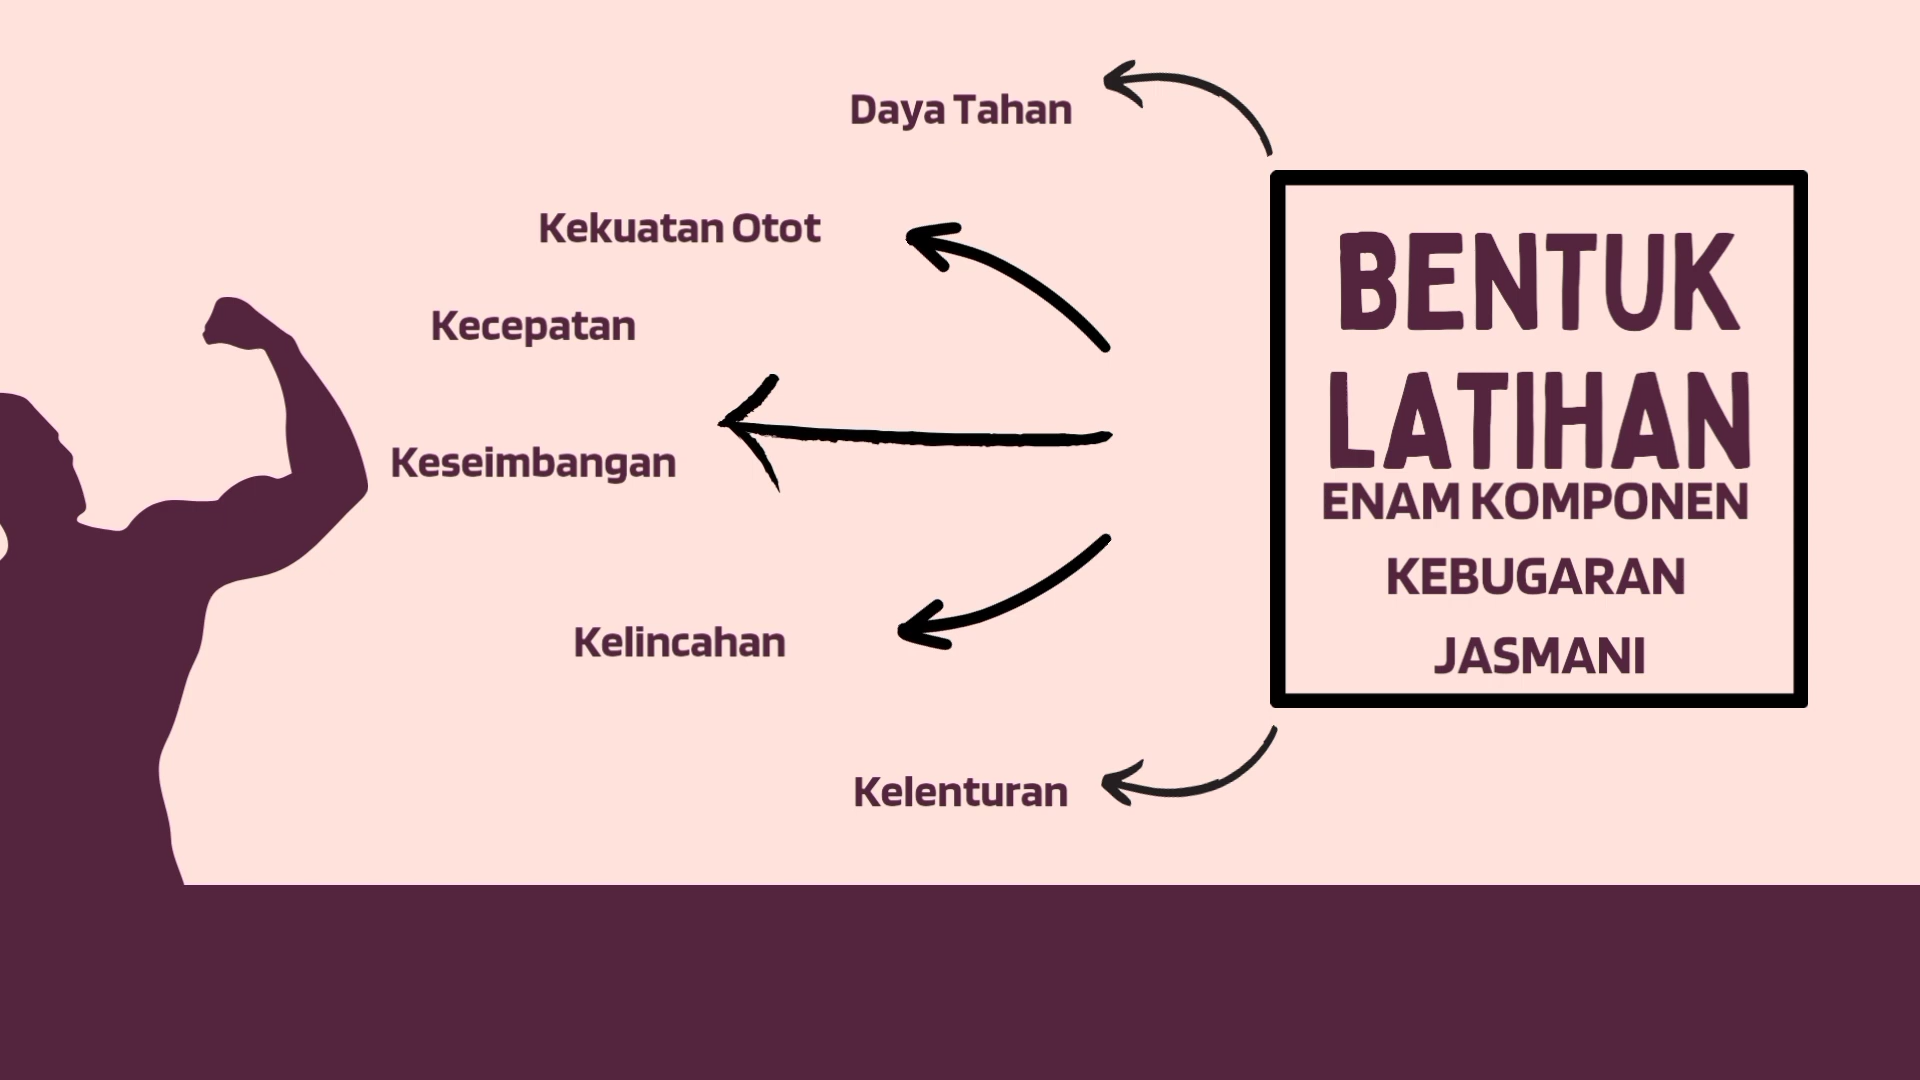 Daya Tahan
Kekuatan Otot
Kecepatan
Keseimbangan
Kelincahan
Kelenturan
BENTUK
LATIHAN
ENAM KOMPONEN
KEBUGARAN
JASMANI